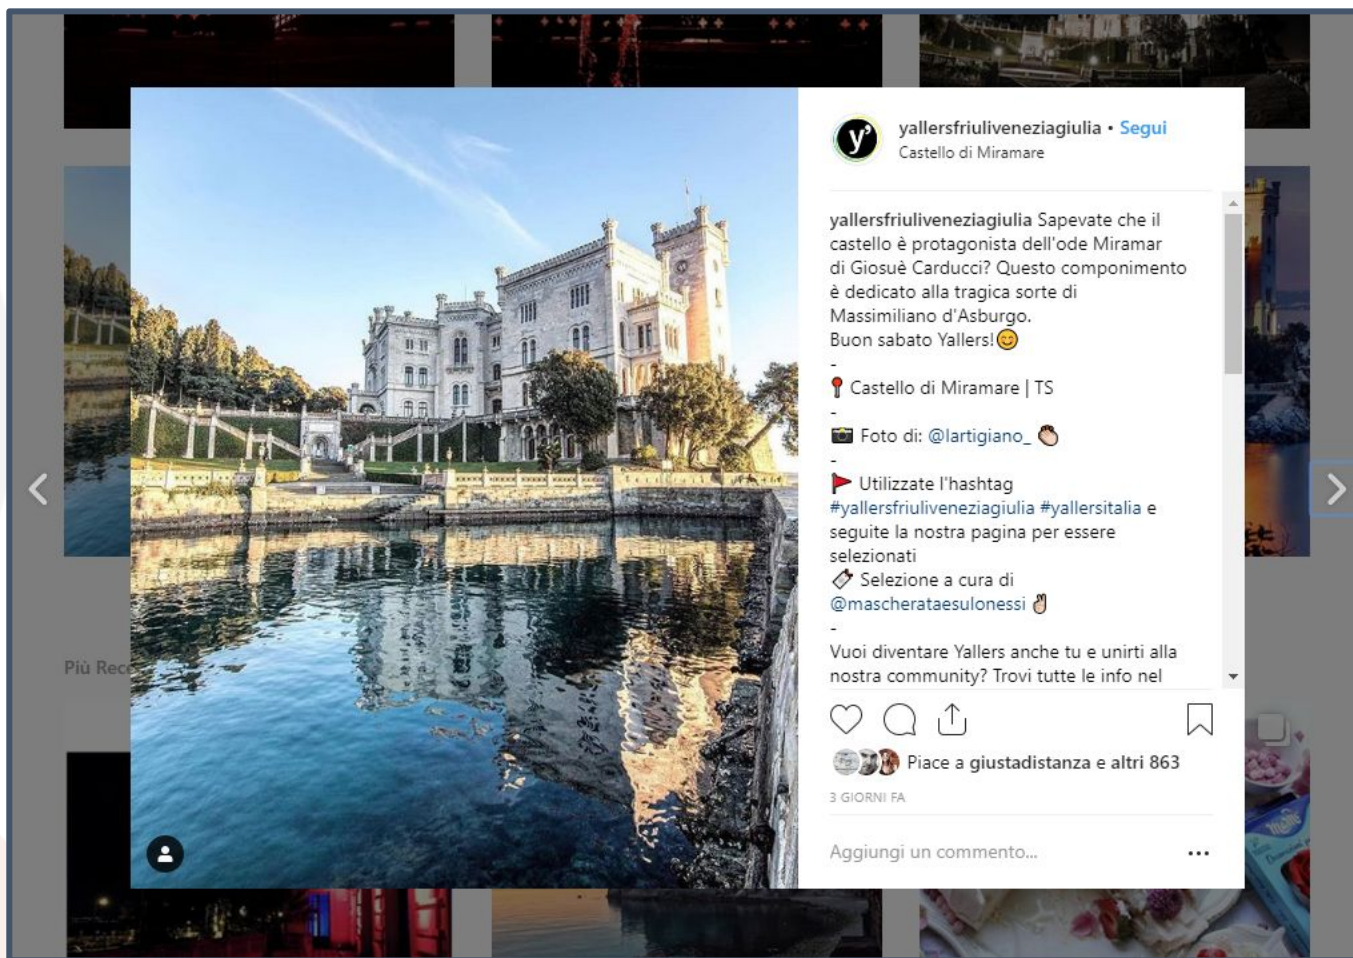 yallersfriuliveneziagiulia • Segui
Castello di Miramare
yallersfriuliveneziagiulia Sapevate che il
castello è protagonista dell'ode Miramar
di Giosuè Carducci? Questo componimento
è dedicato alla tragica sorte di
Massimiliano d'Asburgo.
Buon sabato Yallers!😊
-
📍 Castello di Miramare | TS
-
📷 Foto di: @lartigiano_ 👏
-
🚩 Utilizzate l'hashtag
#yallersfriuliveneziagiulia #yallersitalia e
seguite la nostra pagina per essere
selezionati
Selezione a cura di
@mascherataesulonessi ✌
-
Vuoi diventare Yallers anche tu e unirti alla
nostra community? Trovi tutte le info nel
Piace a giustadistanza e altri 863
3 GIORNI FA
Aggiungi un commento...
Più Rec
y'